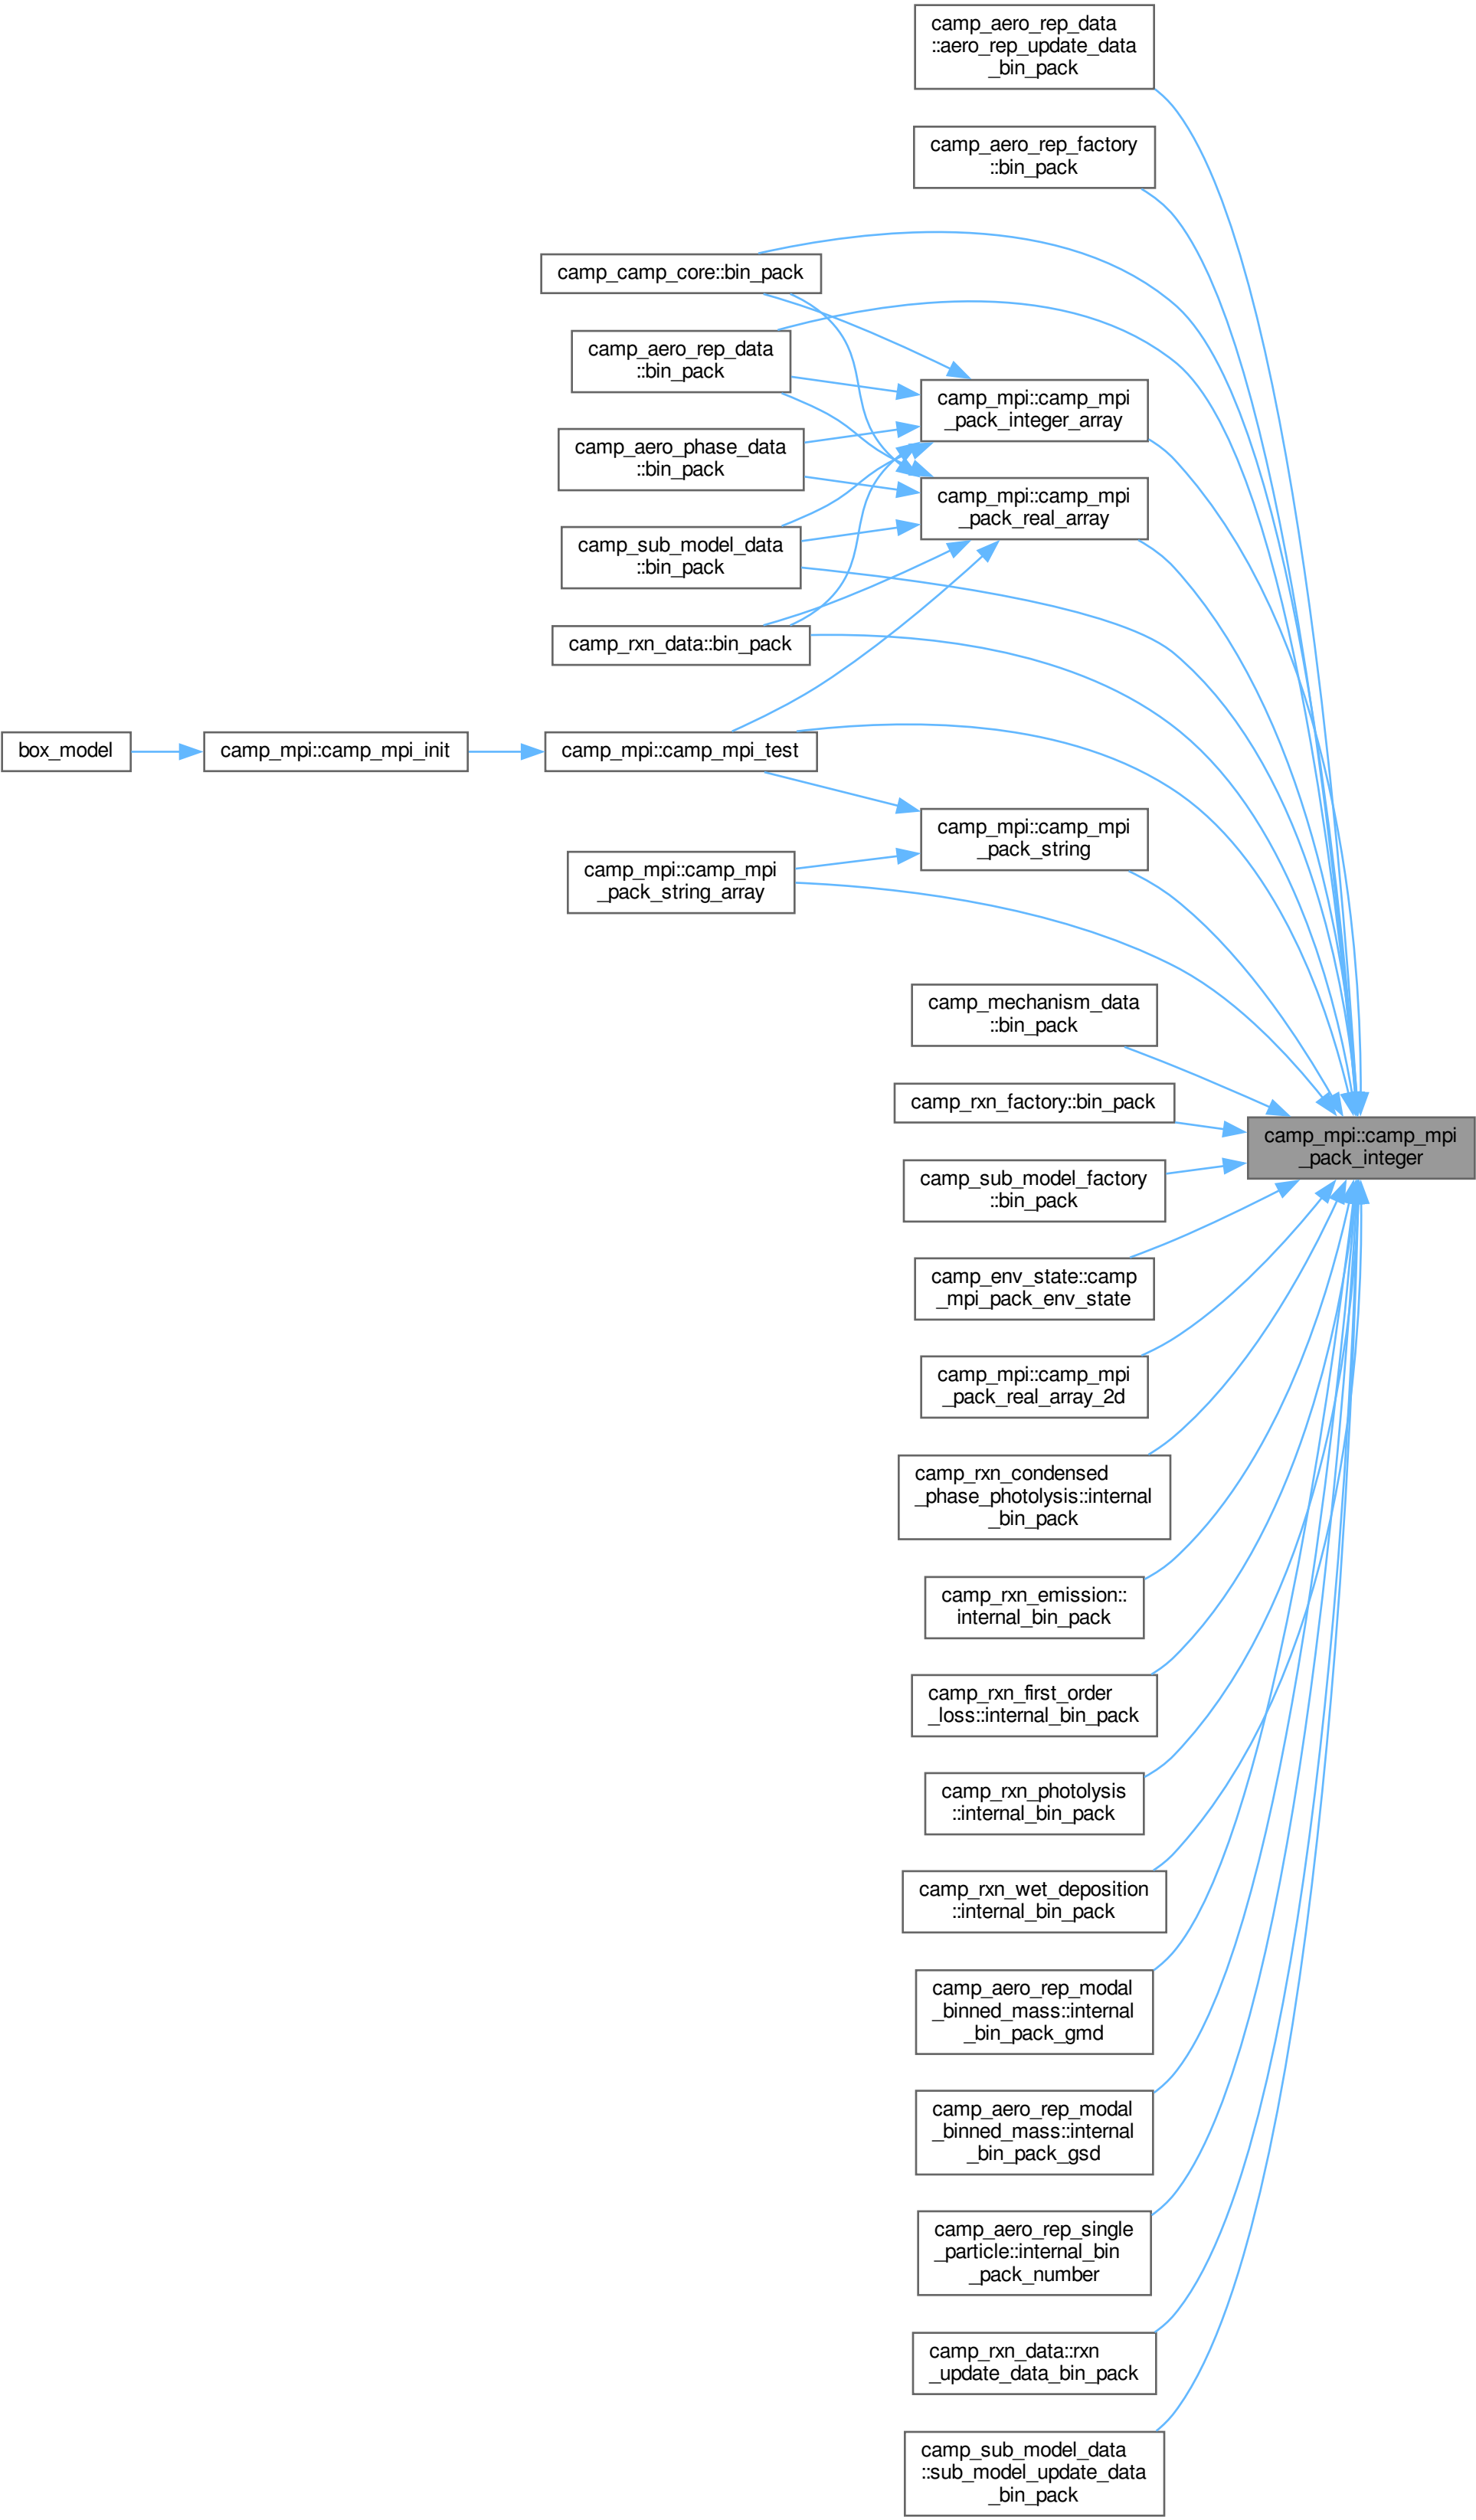 camp_aero_rep_data
::aero_rep_update_data
_bin_pack
camp_aero_rep_factory
::bin_pack
camp_camp_core::bin_pack
camp_aero_rep_data
::bin_pack
camp_mpi::camp_mpi
_pack_integer_array
camp_aero_phase_data
::bin_pack
camp_mpi::camp_mpi
_pack_real_array
camp_sub_model_data
::bin_pack
camp_rxn_data::bin_pack
box_model
camp_mpi::camp_mpi_init
camp_mpi::camp_mpi_test
camp_mpi::camp_mpi
_pack_string
camp_mpi::camp_mpi
_pack_string_array
camp_mechanism_data
::bin_pack
camp_rxn_factory::bin_pack
camp_mpi::camp_mpi
_pack_integer
camp_sub_model_factory
::bin_pack
camp_env_state::camp
_mpi_pack_env_state
camp_mpi::camp_mpi
_pack_real_array_2d
camp_rxn_condensed
_phase_photolysis::internal
_bin_pack
camp_rxn_emission::
internal_bin_pack
camp_rxn_first_order
_loss::internal_bin_pack
camp_rxn_photolysis
::internal_bin_pack
camp_rxn_wet_deposition
::internal_bin_pack
camp_aero_rep_modal
_binned_mass::internal
_bin_pack_gmd
camp_aero_rep_modal
_binned_mass::internal
_bin_pack_gsd
camp_aero_rep_single
_particle::internal_bin
_pack_number
camp_rxn_data::rxn
_update_data_bin_pack
camp_sub_model_data
::sub_model_update_data
_bin_pack